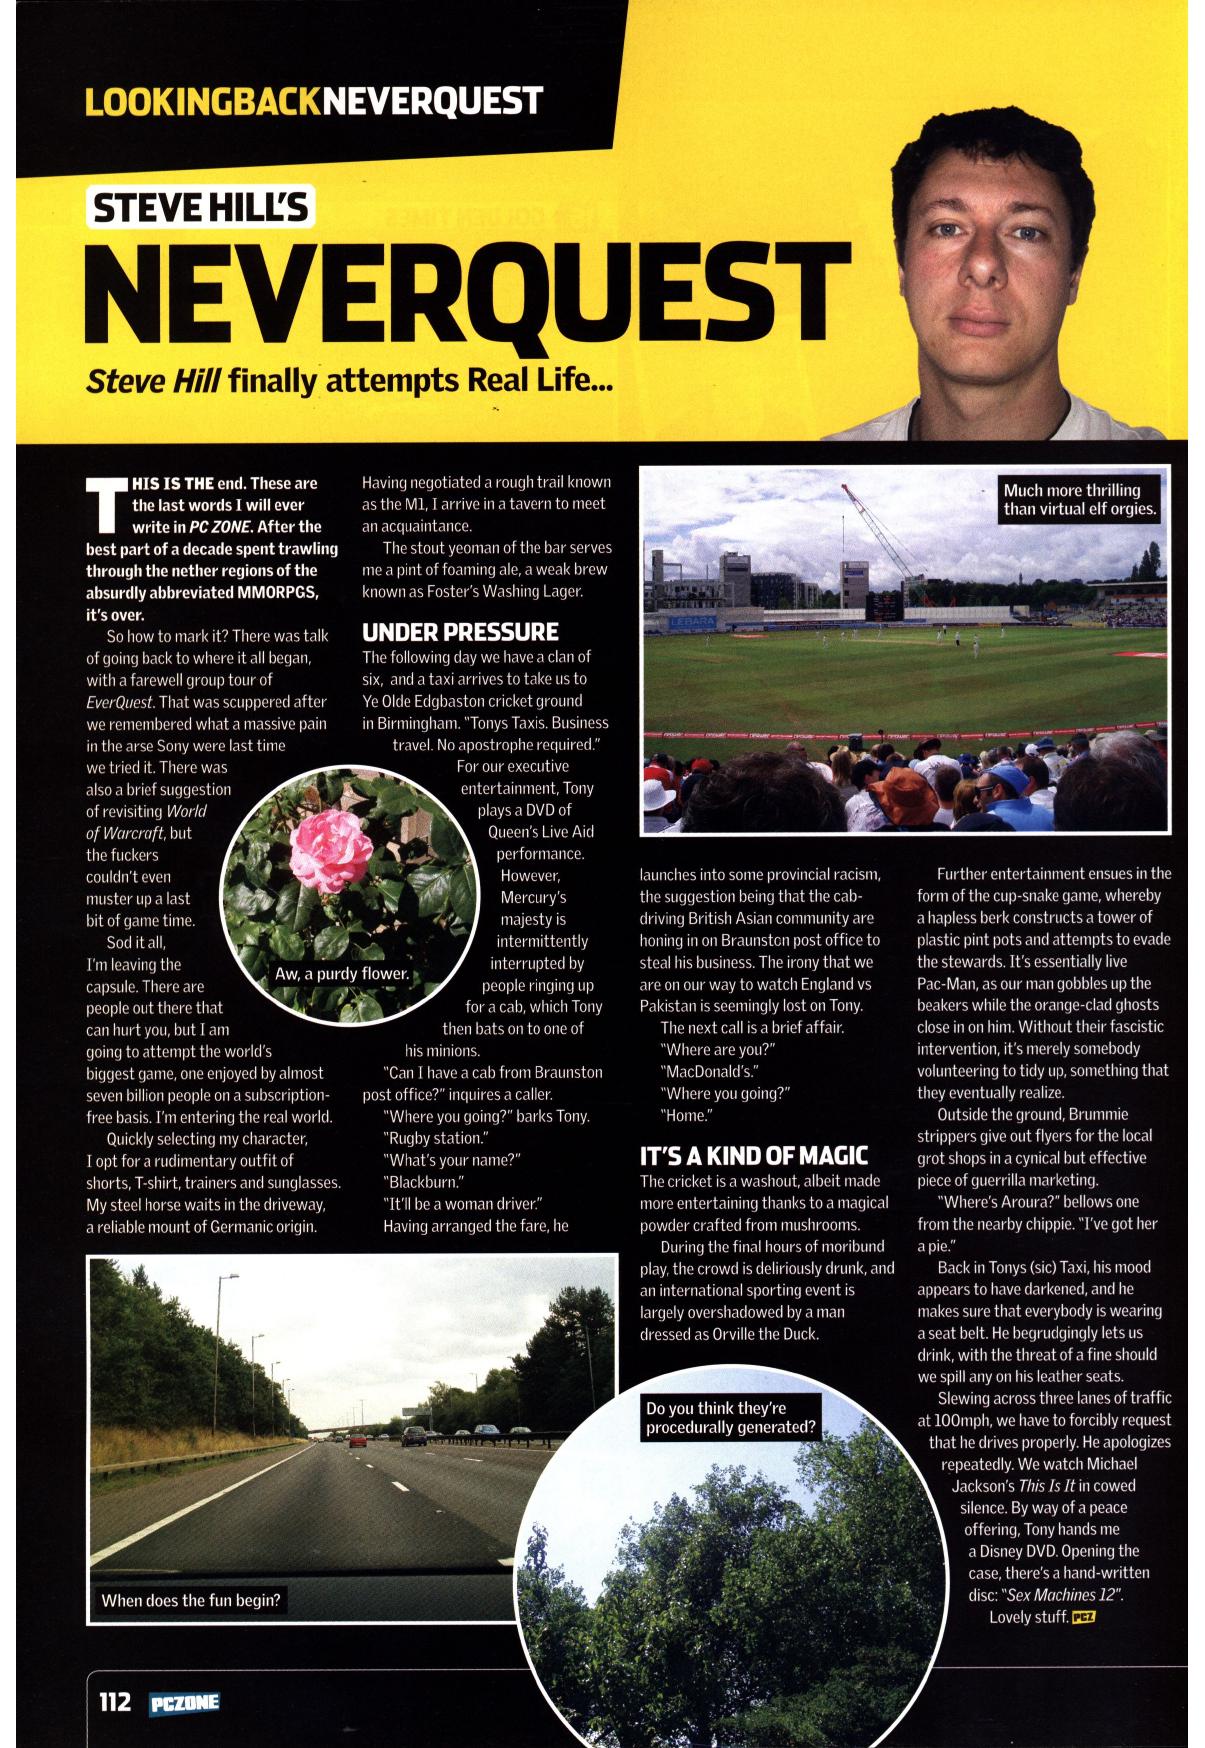 LOOKINGBACKNEVERQUEST
STEVE HILL'S
NEVERQUEST
Steve Hill finally attempts Real Life...
THIS IS THE end. These are
the last words I will ever
write in PC ZONE. After the
best part of a decade spent trawling
through the nether regions of the
absurdly abbreviated MMORPGS,
it's over.
So how to mark it? There was talk
of going back to where it all began,
with a farewell group tour of
EverQuest. That was scuppered after
we remembered what a massive pain
in the arse Sony were last time
we tried it. There was
also a brief suggestion
of revisiting World
of Warcraft, but
the fuckers
couldn't even
muster up a last
bit of game time.
Sod it all,
I'm leaving the
capsule. There are
people out there that
can hurt you, but I am
going to attempt the world's
biggest game, one enjoyed by almost
seven billion people on a subscription-
free basis. I'm entering the real world.
Quickly selecting my character,
I opt for a rudimentary outfit of
shorts, T-shirt, trainers and sunglasses.
My steel horse waits in the driveway,
a reliable mount of Germanic origin.
Having negotiated a rough trail known
as the M1, I arrive in a tavern to meet
an acquaintance.
The stout yeoman of the bar serves
me a pint of foaming ale, a weak brew
known as Foster's Washing Lager.
UNDER PRESSURE
The following day we have a clan of
six, and a taxi arrives to take us to
Ye Olde Edgbaston cricket ground
in Birmingham. "Tonys Taxis. Business
travel. No apostrophe required."
For our executive
entertainment, Tony
plays a DVD of
Queen's Live Aid
performance.
However,
Mercury's
majesty is
intermittently
interrupted by
people ringing up
for a cab, which Tony
then bats on to one of
his minions.
"Can I have a cab from Braunston
post office?" inquires a caller.
"Where you going?" barks Tony.
"Rugby station."
"What's your name?"
"Blackburn."
"It'll be a woman driver."
Having arranged the fare, he
Aw, a purdy flower.
When does the fun begin?
Much more thrilling
than virtual elf orgies.
LEBARA
launches into some provincial racism,
the suggestion being that the cab-
driving British Asian community are
honing in on Braunston post office to
steal his business. The irony that we
are on our way to watch England vs
Pakistan is seemingly lost on Tony.
The next call is a brief affair.
"Where are you?"
"MacDonald's."
"Where you going?"
"Home."
IT'S A KIND OF MAGIC
The cricket is a washout, albeit made
more entertaining thanks to a magical
powder crafted from mushrooms.
During the final hours of moribund
play, the crowd is deliriously drunk, and
an international sporting event is
largely overshadowed by a man
dressed as Orville the Duck.
Do you think they're
procedurally generated?
Further entertainment ensues in the
form of the cup-snake game, whereby
a hapless berk constructs a tower of
plastic pint pots and attempts to evade
the stewards. It's essentially live
Pac-Man, as our man gobbles up the
beakers while the orange-clad ghosts
close in on him. Without their fascistic
intervention, it's merely somebody
volunteering to tidy up, something that
they eventually realize.
Outside the ground, Brummie
strippers give out flyers for the local
grot shops in a cynical but effective
piece of guerrilla marketing.
"Where's Aroura?" bellows one
from the nearby chippie. "I've got her
a pie."
Back in Tonys (sic) Taxi, his mood
appears to have darkened, and he
makes sure that everybody is wearing
a seat belt. He begrudgingly lets us
drink, with the threat of a fine should
we spill any on his leather seats.
Slewing across three lanes of traffic
at 100mph, we have to forcibly request
that he drives properly. He apologizes
repeatedly. We watch Michael
Jackson's This Is It in cowed
silence. By way of a peace
offering, Tony hands me
a Disney DVD. Opening the
case, there's a hand-written
disc: "Sex Machines 12".
Lovely stuff. PCZ
112 PCZONE